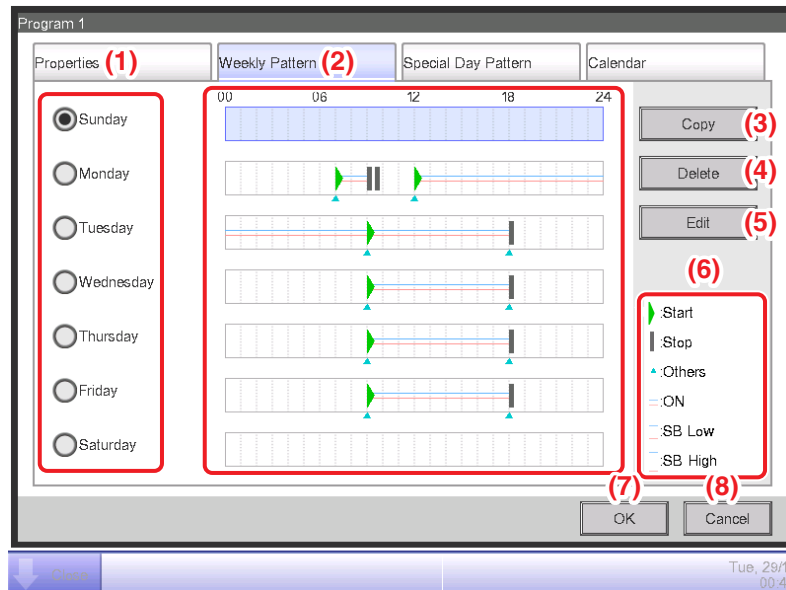 Program 1
Properties (1) Weekly Pattern (2) Special Day Pattern Calendar
00 06 12 18 24
Sunday
Copy (3)
Monday
Delete (4)
Tuesday
Edit (5)
Wednesday
(6)
Thursday
:Start
:Stop
:Others
Friday
:ON
:SB Low
Saturday
:SB High
(7) (8)
OK Cancel
Tue, 29/1
00:4